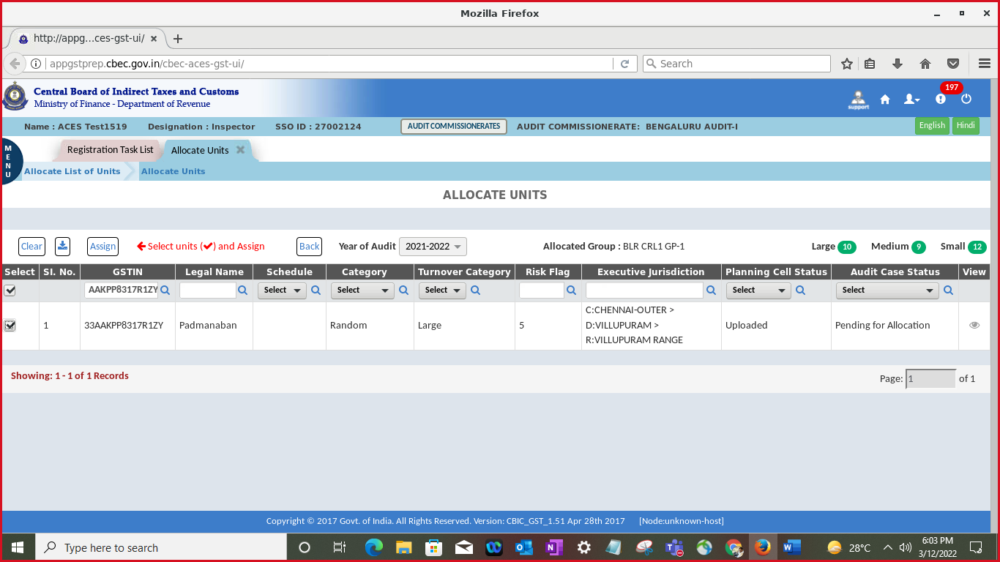 Mozilla Firefox
http://appg...ces-gst-ui/
appgstprep.cbec.gov.in/cbec-aces-gst-ui/
Search
Central Board of Indirect Taxes and Customs
Ministry of Finance - Department of Revenue
support
197
Name : ACES Test1519 Designation : Inspector SSO ID : 27002124 AUDIT COMMISSIONERATES AUDIT COMMISSIONERATE: BENGALURU AUDIT-I English Hindi
MENU
Registration Task List Allocate Units
Allocate List of Units Allocate Units
ALLOCATE UNITS
Clear Assign Select units (✔) and Assign Back Year of Audit 2021-2022 Allocated Group : BLR CRL1 GP-1 Large 10 Medium 9 Small 12
Select SI. No. GSTIN Legal Name Schedule Category Turnover Category Risk Flag Executive Jurisdiction Planning Cell Status Audit Case Status View
AAKPP8317R1ZY Select Select Select Select Select
1 33AAKPP8317R1ZY Padmanaban Random Large 5 C:CHENNAI-OUTER > Uploaded Pending for Allocation
D:VILLUPURAM >
R:VILLUPURAM RANGE
Showing: 1 - 1 of 1 Records
Page: 1 of 1
Copyright © 2017 Govt. of India. All Rights Reserved. Version: CBIC_GST_1.51 Apr 28th 2017 [Node:unknown-host]
Type here to search
28°C
6:03 PM
3/12/2022